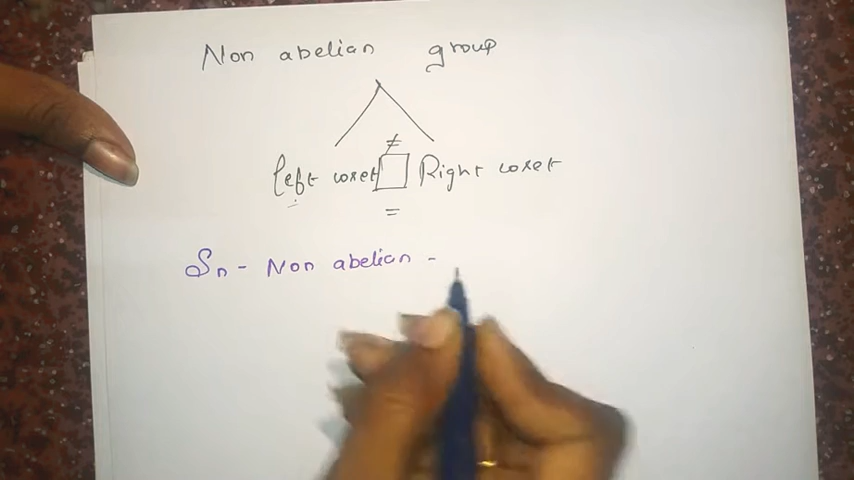 Non abelian group
≠
left coset Right coset
=
Sn - Non abelian -